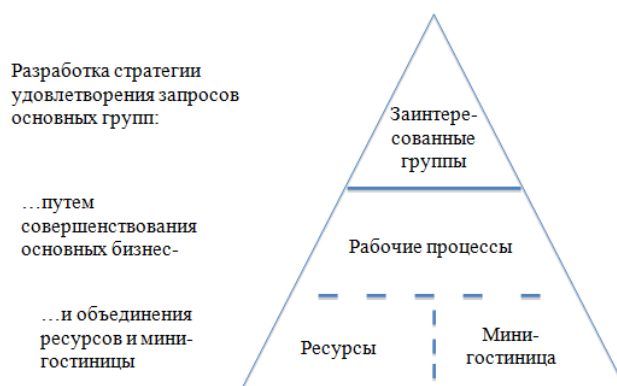 Разработка стратегии
удовлетворения запросов
основных групп:
Заинтере-
сованные
группы
…путем
совершенствования
основных бизнес-
Рабочие процессы
…и объединения
ресурсов и мини-
гостиницы
Ресурсы
Мини-
гостиница